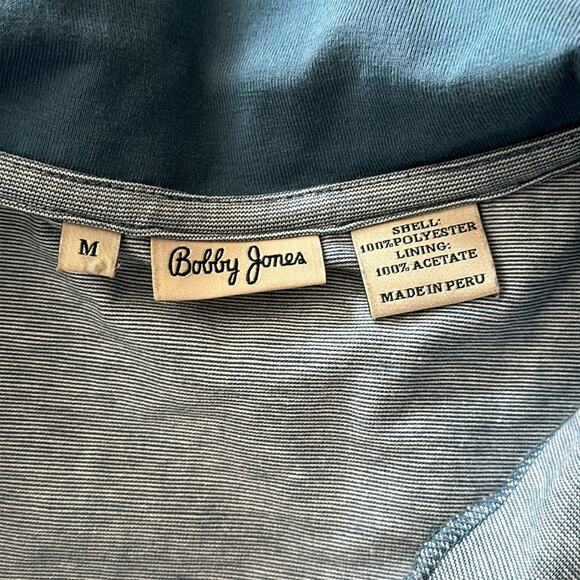 M
Bobby Jones
SHELL:
100%POLYESTER
LINING:
100% ACETATE
MADE IN PERU